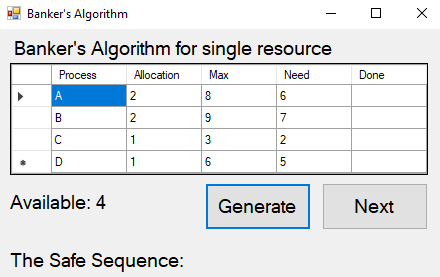 Banker's Algorithm
Banker's Algorithm for single resource
Process Allocation Max Need Done
A 2 8 6
B 2 9 7
C 1 3 2
D 1 6 5
Available: 4
Generate Next
The Safe Sequence: